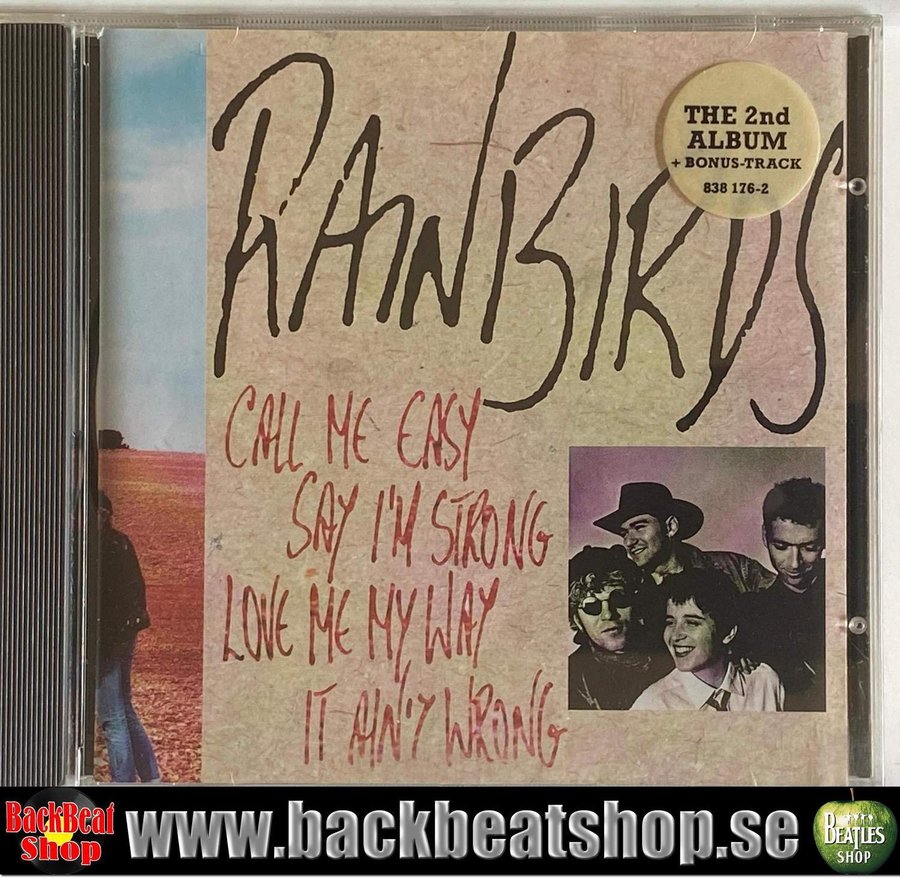 RAINBIRDS
THE 2nd
ALBUM
+ BONUS-TRACK
838 176-2
CALL ME EASY
SAY I'M STRONG
LOVE ME MY WAY
IT AIN'T WRONG
BackBeat
Shop
www.backbeatshop.se
BEATLES
SHOP